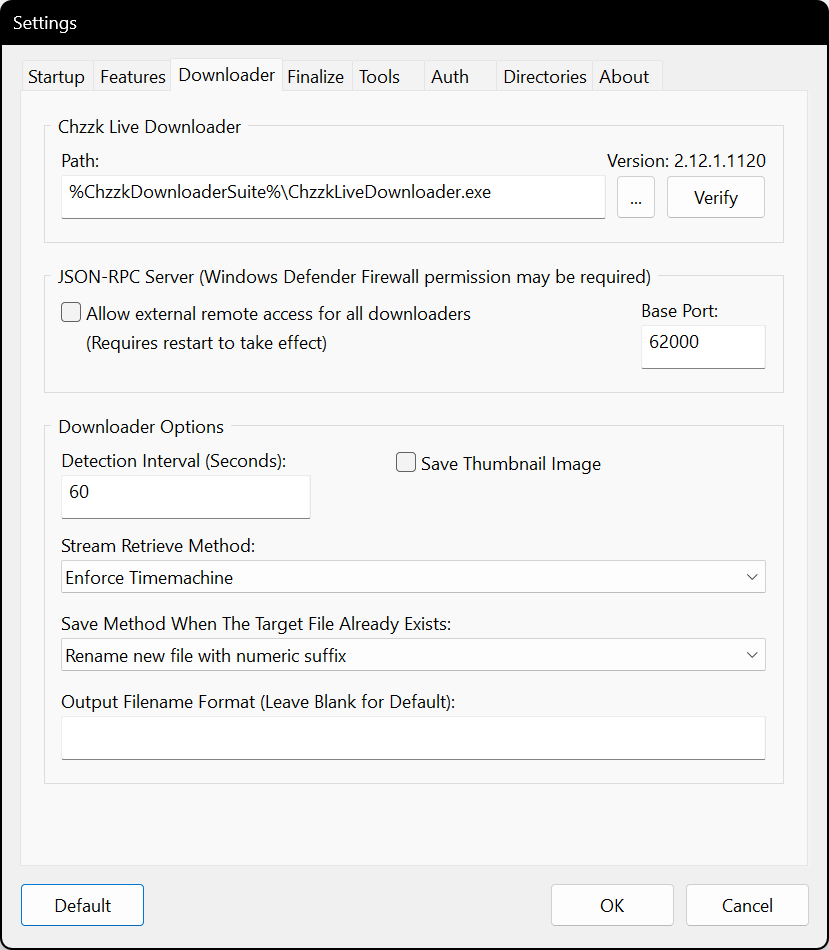 Settings
Startup Features Downloader Finalize Tools Auth Directories About
Chzzk Live Downloader
Path: Version: 2.12.1.1120
%ChzzkDownloaderSuite%\ChzzkLiveDownloader.exe ... Verify
JSON-RPC Server (Windows Defender Firewall permission may be required)
Allow external remote access for all downloaders Base Port:
(Requires restart to take effect) 62000
Downloader Options
Detection Interval (Seconds): Save Thumbnail Image
60
Stream Retrieve Method:
Enforce Timemachine
Save Method When The Target File Already Exists:
Rename new file with numeric suffix
Output Filename Format (Leave Blank for Default):
Default OK Cancel